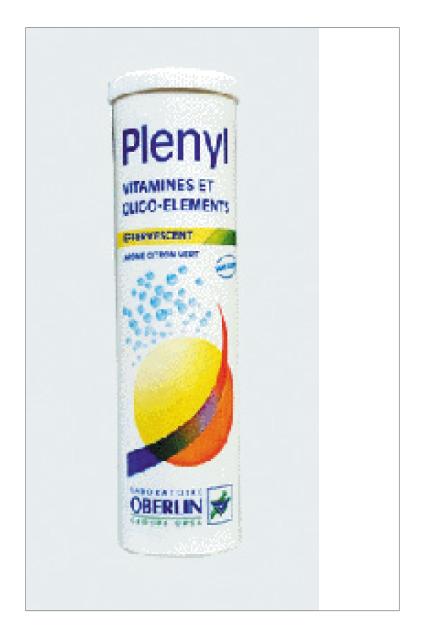 Plenyl
VITAMINES ET
OLIGO-ELEMENTS
EFFERVESCENT
AROME CITRON VERT
LABORATOIRE
OBERLIN